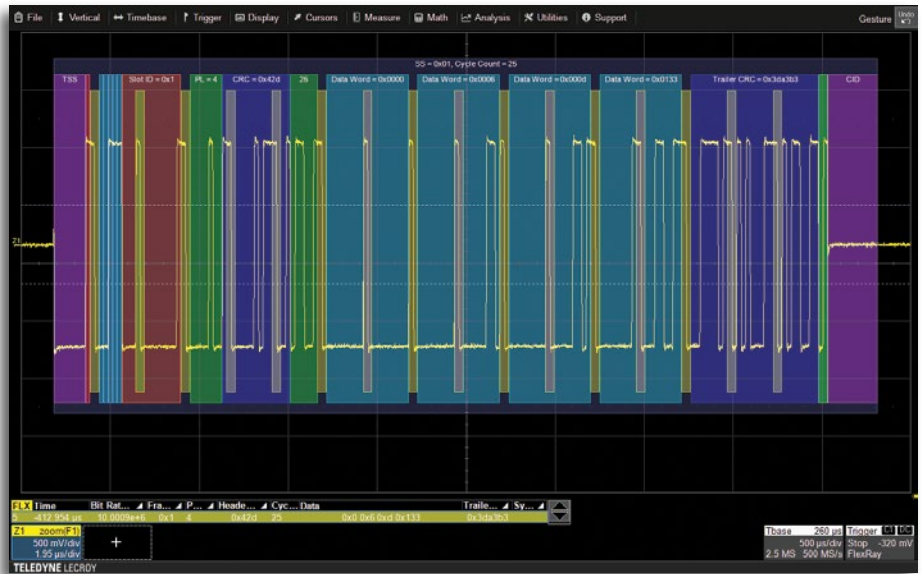 File Vertical Timebase Trigger Display Cursors Measure Math Analysis Utilities Support Gesture Undo
SS = 0x01, Cycle Count = 25
TSS Slot ID = 0x1 PL = 4 CRC = 0x42d 26 Data Word = 0x0000 Data Word = 0x0006 Data Word = 0x000d Data Word = 0x0133 Trailer CRC = 0x3da3b3 CID
Z1
FLX Time Bit Rat... Fra... P... Heade... Cyc... Data Traile... Sy...
5 -412.954 µs 10.0009e+6 0x1 4 0x42d 25 0x0 0x6 0xd 0x133 0x3da3b3
Z1 zoom(F1)
500 mV/div
1.95 µs/div
+
Tbase 260 µs Trigger C1 DC
500 µs/div Stop -320 mV
2.5 MS 500 MS/s FlexRay
TELEDYNE LECROY